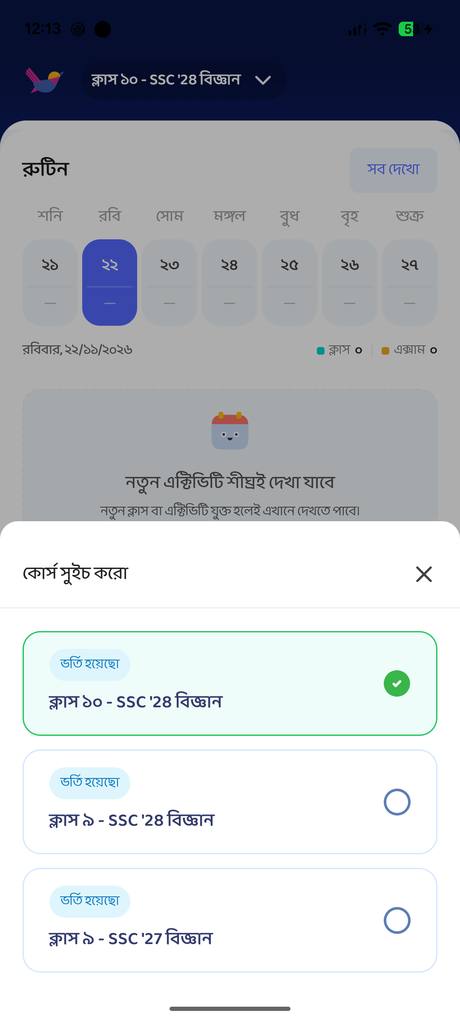 12:13
5
ক্লাস ১০ - SSC '28 বিজ্ঞান
রুটিন
সব দেখো
শনি রবি সোম মঙ্গল বুধ বৃহ শুক্র
২১ ২২ ২৩ ২৪ ২৫ ২৬ ২৭
— — — — — — —
রবিবার, ২২/১১/২০২৬
ক্লাস ০ | এক্সাম ০
নতুন এক্টিভিটি শীঘ্রই দেখা যাবে
নতুন ক্লাস বা এক্টিভিটি যুক্ত হলেই এখানে দেখতে পাবে।
কোর্স সুইচ করো
ভর্তি হয়েছো
ক্লাস ১০ - SSC '28 বিজ্ঞান
ভর্তি হয়েছো
ক্লাস ৯ - SSC '28 বিজ্ঞান
ভর্তি হয়েছো
ক্লাস ৯ - SSC '27 বিজ্ঞান